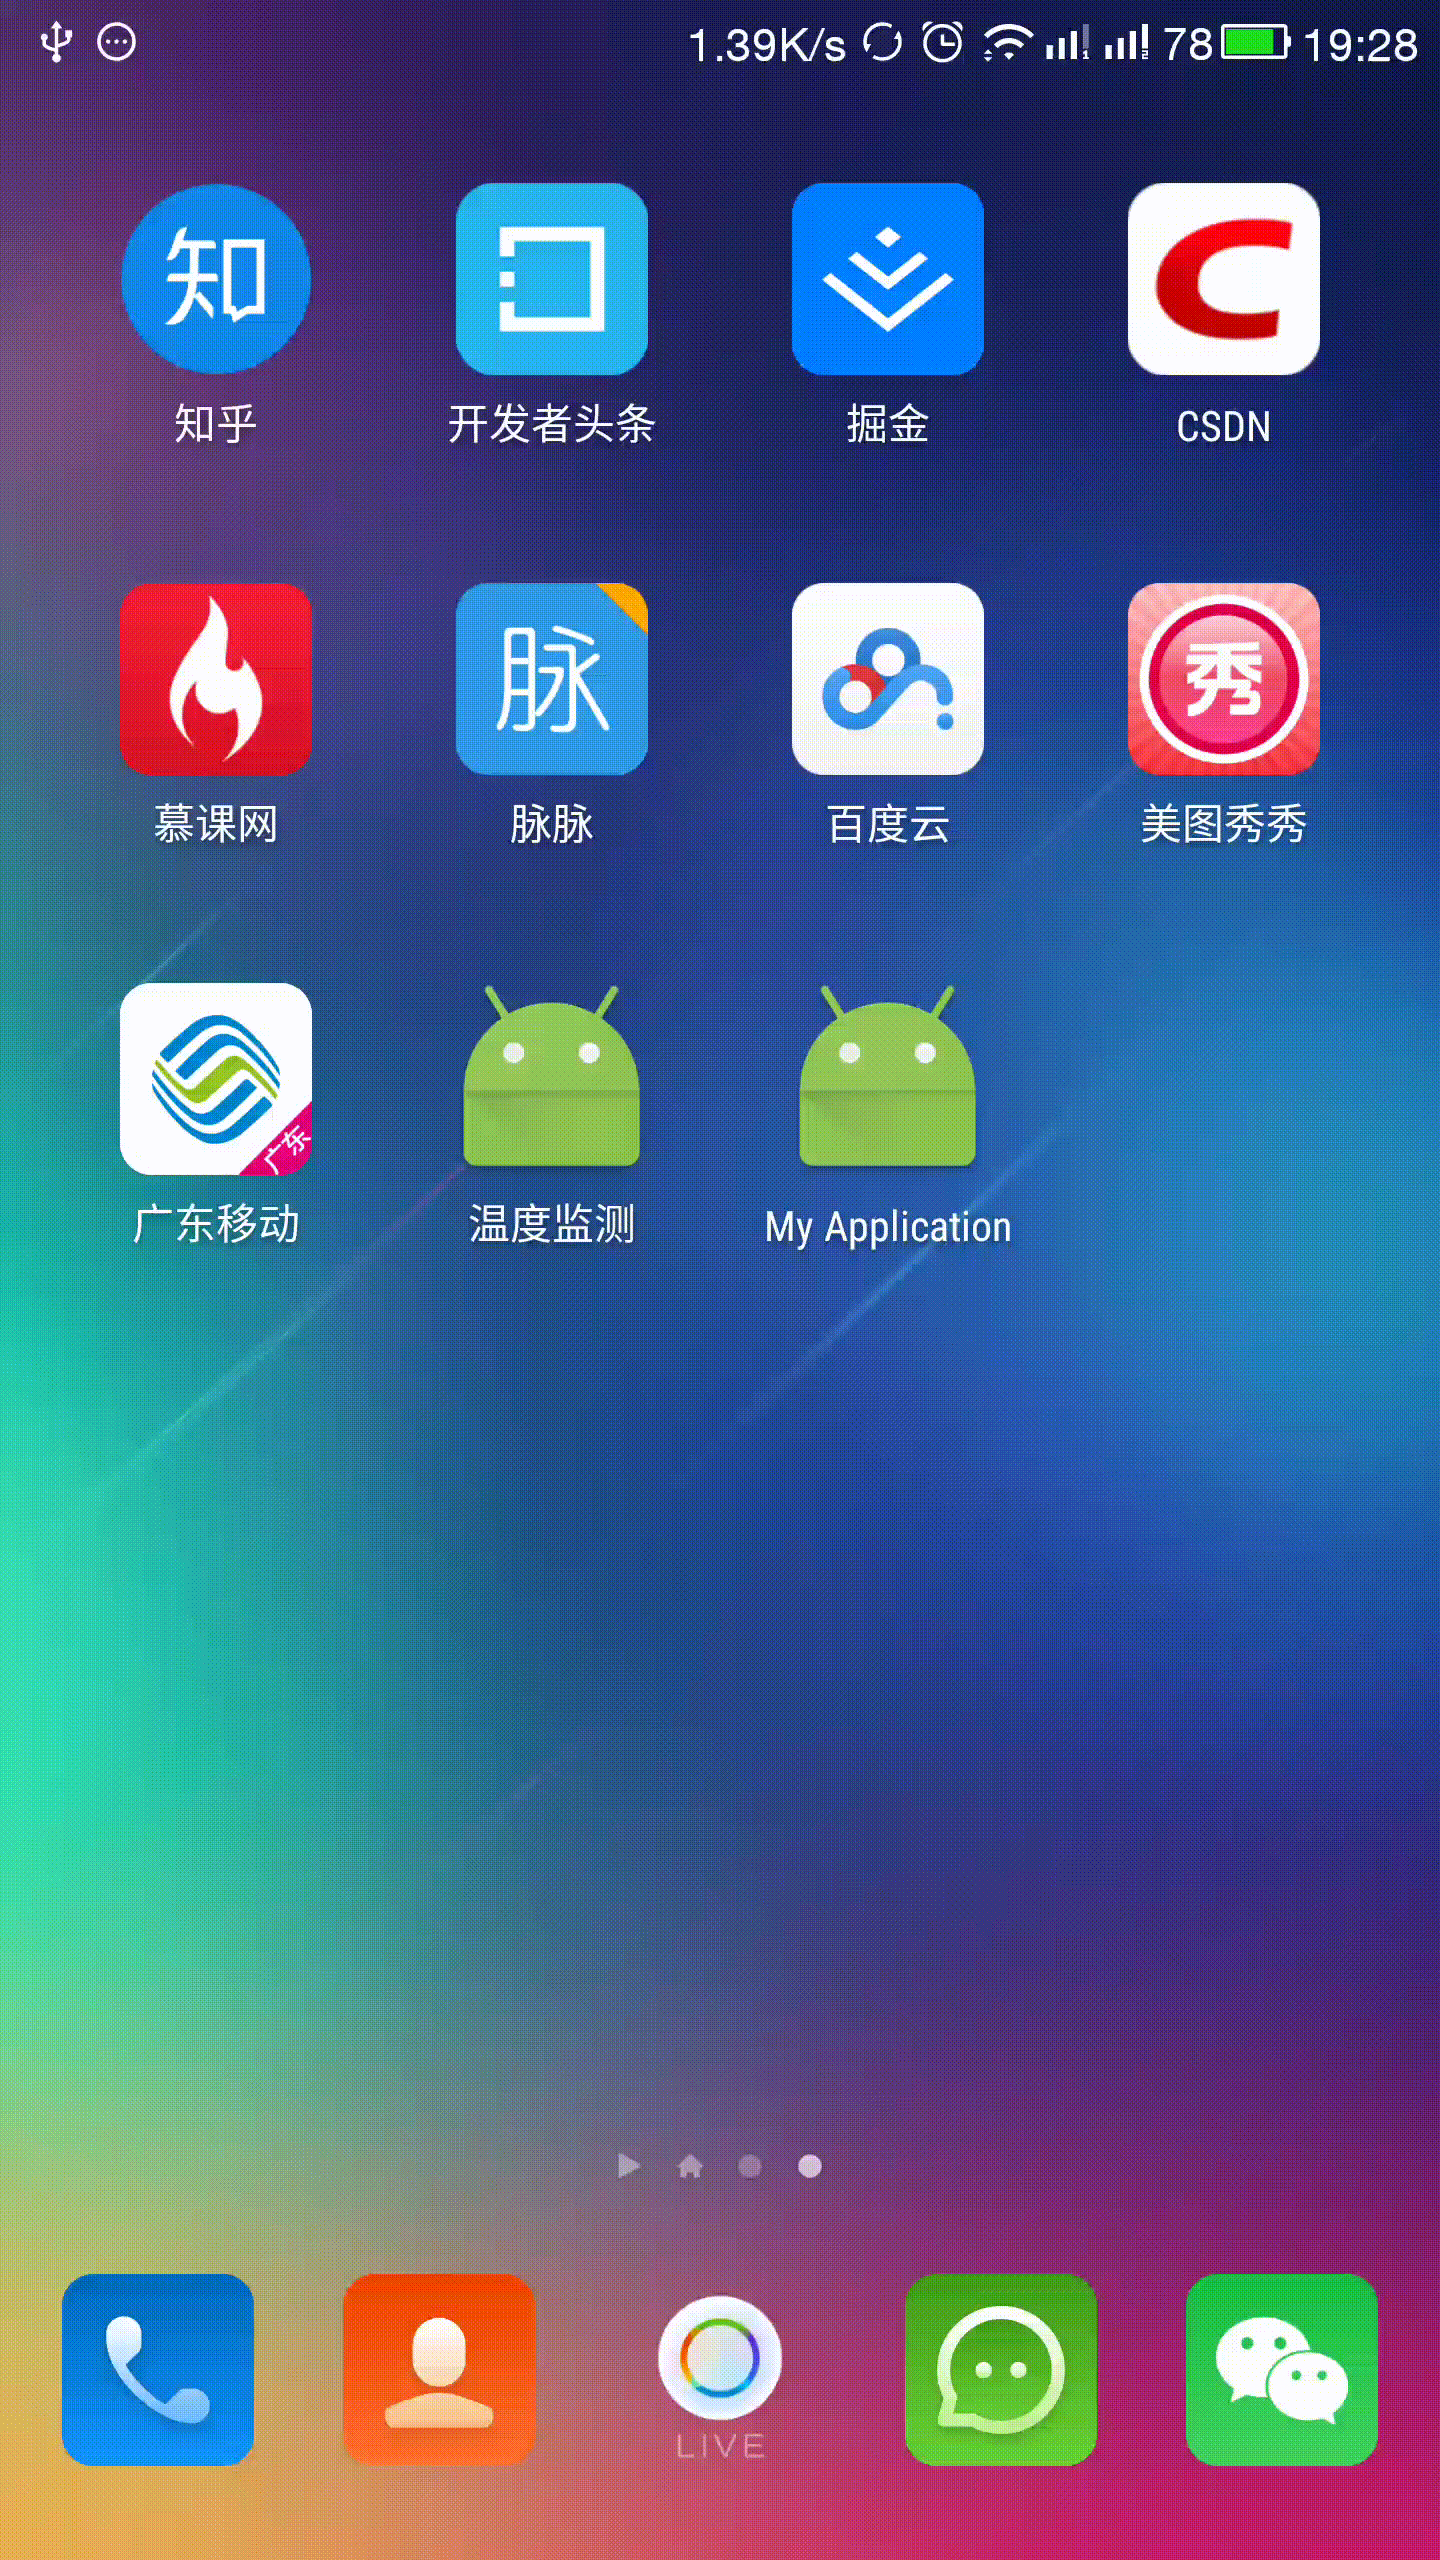 1.39K/s 1 2 78 19:28
知
知乎 开发者头条 掘金 CSDN
脉 秀
慕课网 脉脉 百度云 美图秀秀
广东
广东移动 温度监测 My Application
LIVE